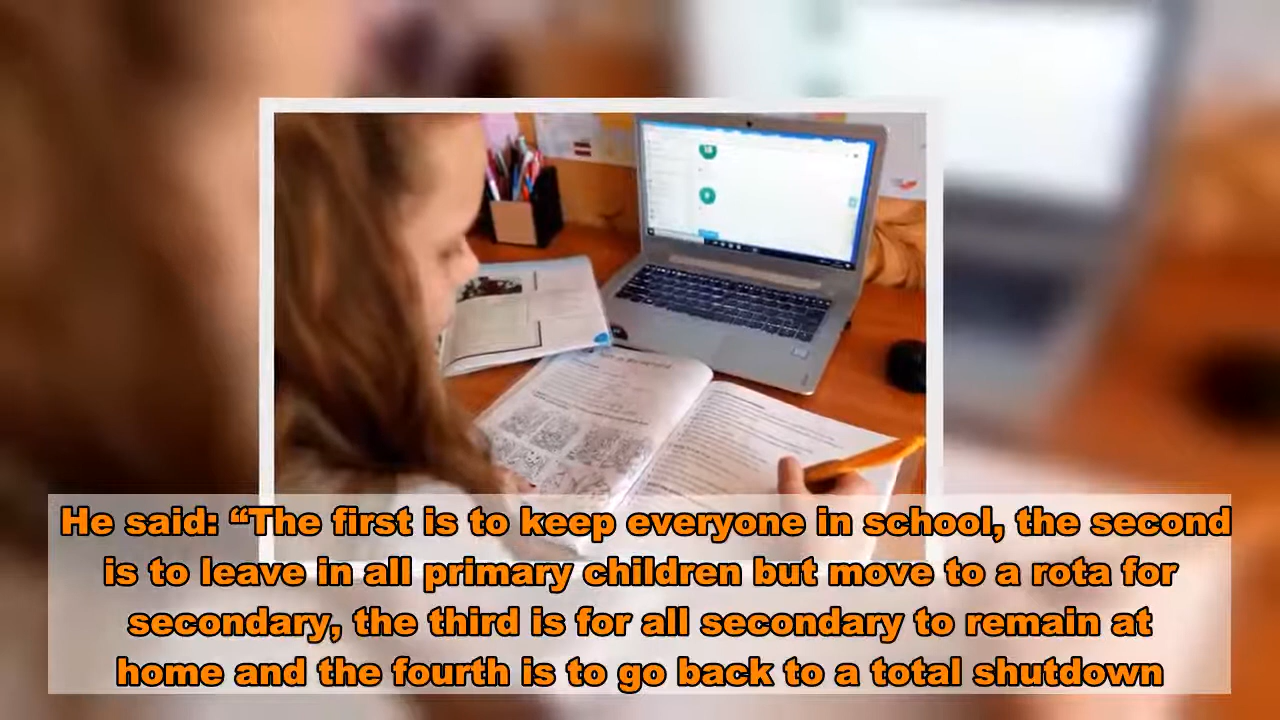 He said: “The first is to keep everyone in school, the second
is to leave in all primary children but move to a rota for
secondary, the third is for all secondary to remain at
home and the fourth is to go back to a total shutdown